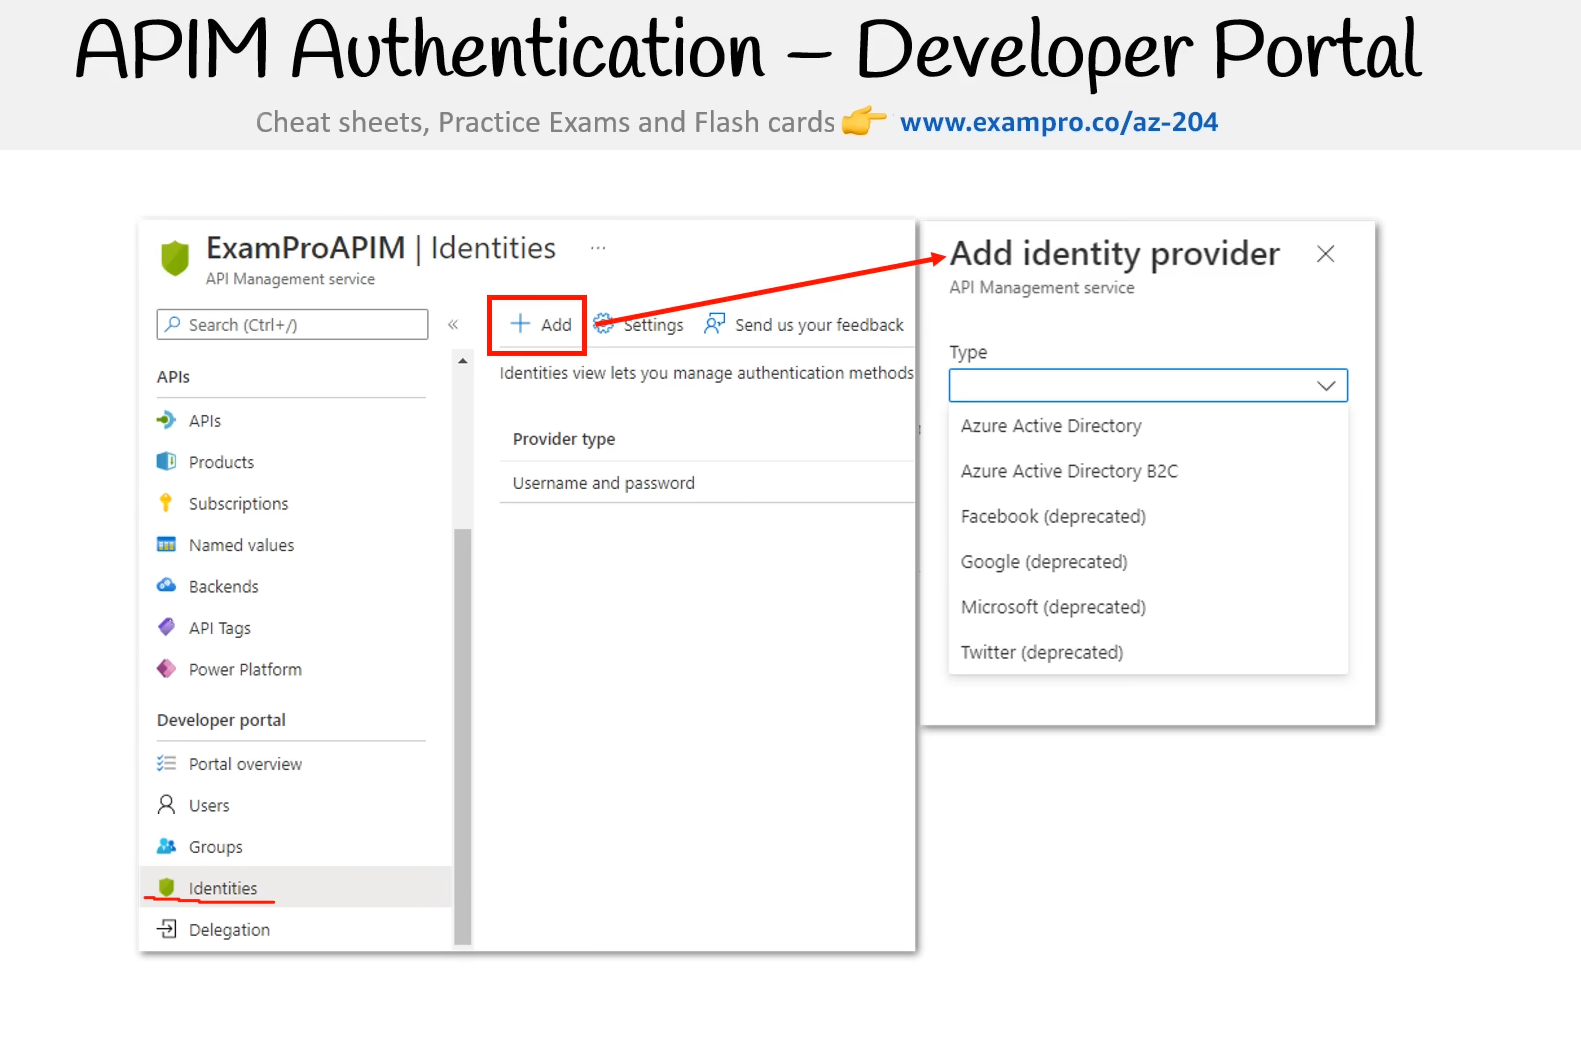 APIM Authentication – Developer Portal
Cheat sheets, Practice Exams and Flash cards 👉 www.exampro.co/az-204
ExamProAPIM | Identities ...
API Management service
Search (Ctrl+/) «
APIs
APIs
Products
Subscriptions
Named values
Backends
API Tags
Power Platform
Developer portal
Portal overview
Users
Groups
Identities
Delegation
Add Settings Send us your feedback
Identities view lets you manage authentication methods
Provider type
Username and password
Add identity provider
API Management service
Type
Azure Active Directory
Azure Active Directory B2C
Facebook (deprecated)
Google (deprecated)
Microsoft (deprecated)
Twitter (deprecated)